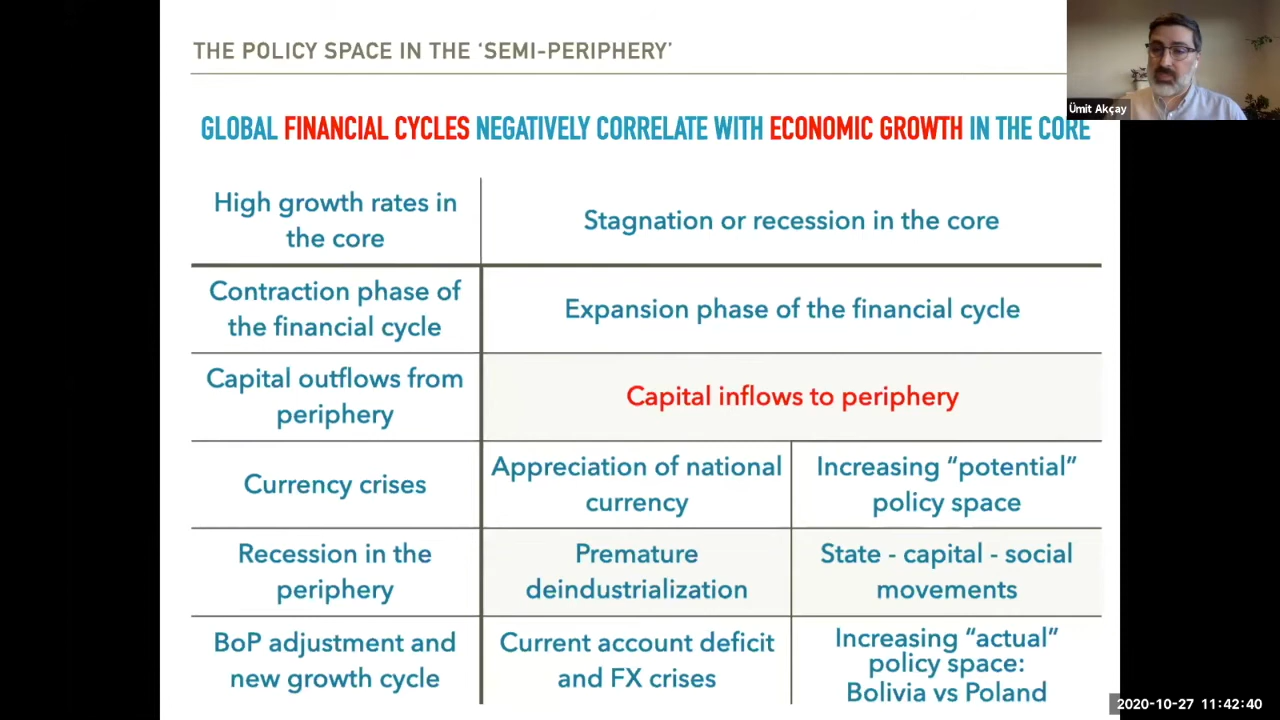 THE POLICY SPACE IN THE ‘SEMI-PERIPHERY’
Ümit Akçay
GLOBAL FINANCIAL CYCLES NEGATIVELY CORRELATE WITH ECONOMIC GROWTH IN THE CORE
High growth rates in
the core
Stagnation or recession in the core
Contraction phase of
the financial cycle
Expansion phase of the financial cycle
Capital outflows from
periphery
Capital inflows to periphery
Currency crises
Appreciation of national
currency
Increasing “potential”
policy space
Recession in the
periphery
Premature
deindustrialization
State - capital - social
movements
BoP adjustment and
new growth cycle
Current account deficit
and FX crises
Increasing “actual”
policy space:
Bolivia vs Poland
2020-10-27 11:42:40